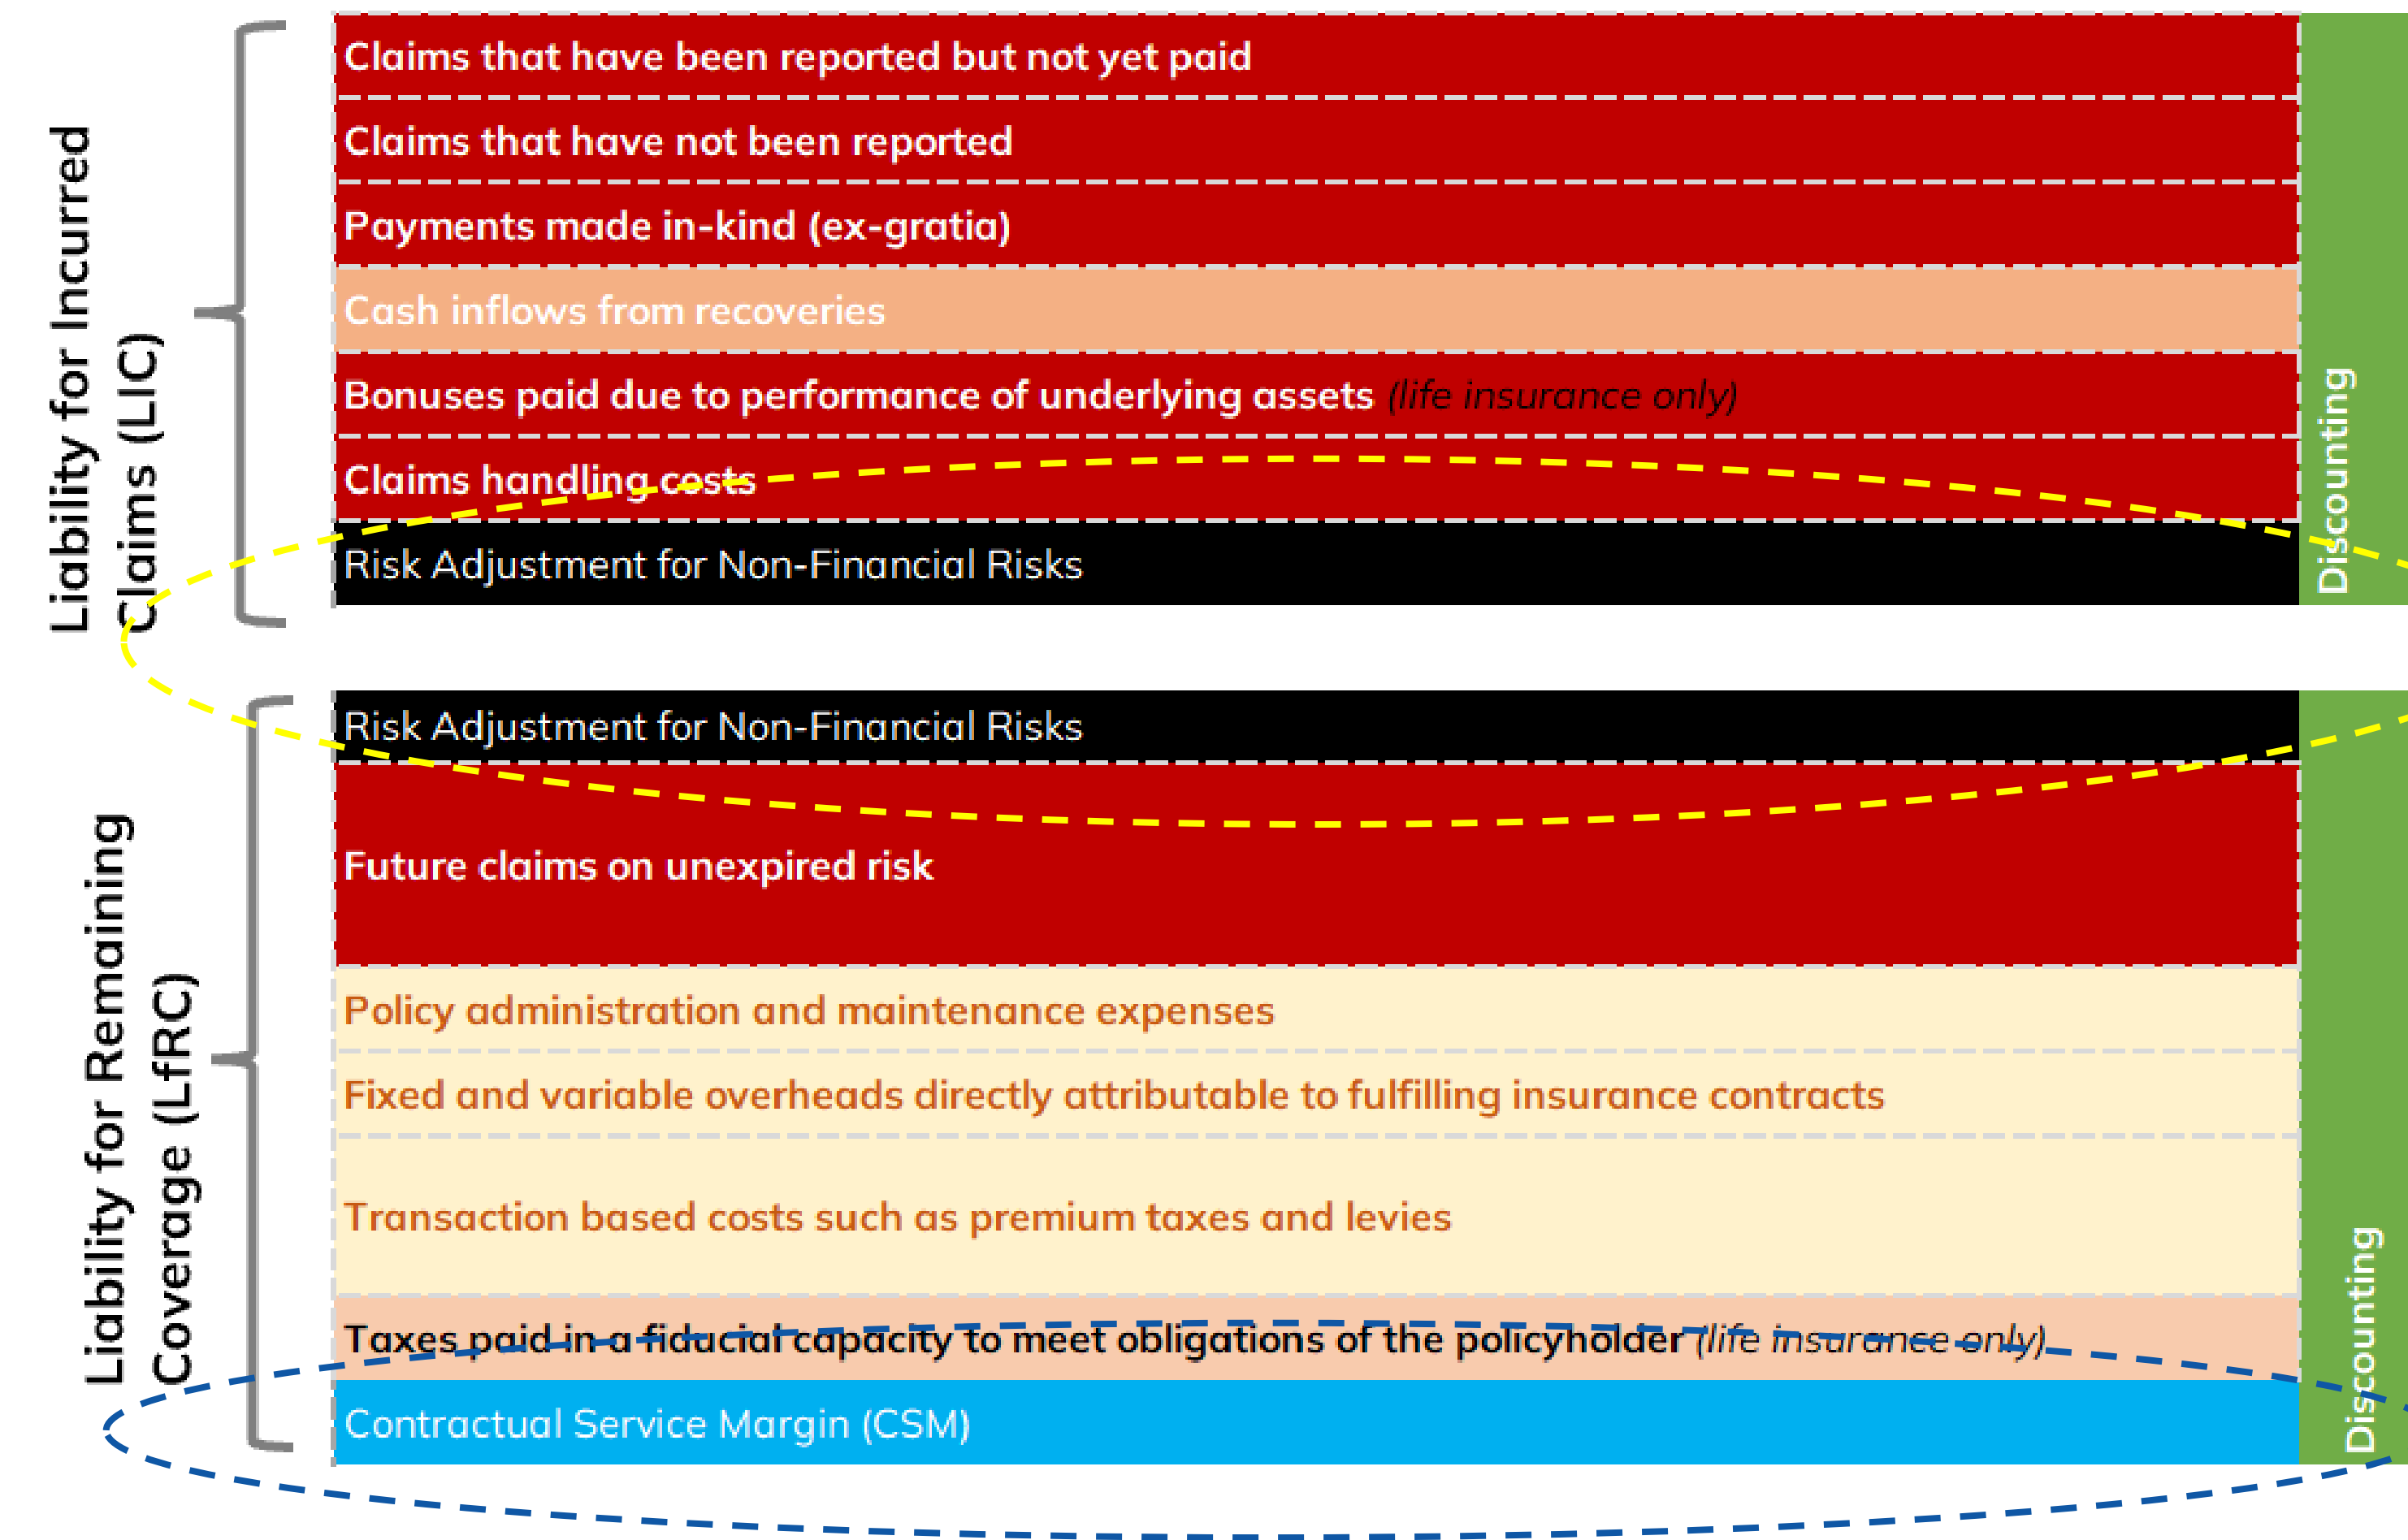 Liability for Incurred
Claims (LIC)
Claims that have been reported but not yet paid
Claims that have not been reported
Payments made in-kind (ex-gratia)
Cash inflows from recoveries
Bonuses paid due to performance of underlying assets (life insurance only)
Claims handling costs
Risk Adjustment for Non-Financial Risks
Discounting
Liability for Remaining
Coverage (LfRC)
Risk Adjustment for Non-Financial Risks
Future claims on unexpired risk
Policy administration and maintenance expenses
Fixed and variable overheads directly attributable to fulfilling insurance contracts
Transaction based costs such as premium taxes and levies
Taxes paid in a fiducial capacity to meet obligations of the policyholder (life insurance only)
Contractual Service Margin (CSM)
Discounting